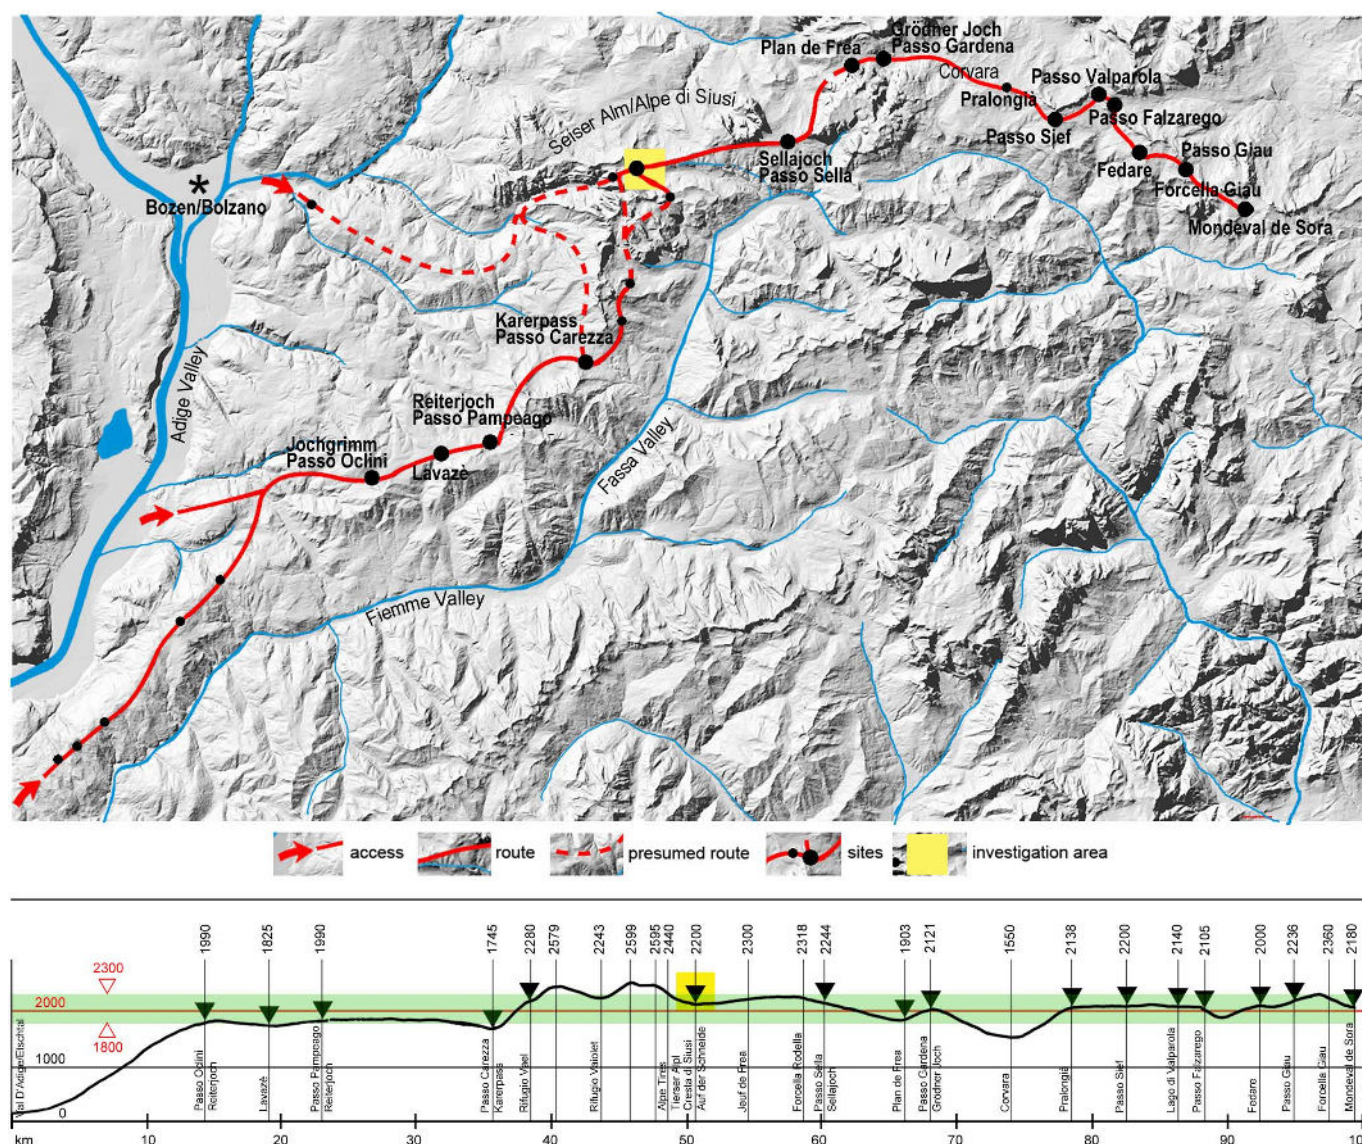 Grödner Joch
Passo Gardena
Plan de Frea
Corvara
Pralongià
Passo Valparola
Passo Falzarego
Passo Sief
Seiser Alm/Alpe di Siusi
Sellajoch
Passo Sella
Fedare
Passo Giau
Forcella Giau
Mondeval de Sora
*
Bozen/Bolzano
Karerpass
Passo Carezza
Adige Valley
Reiterjoch
Passo Pampeago
Jochgrimm
Passo Oclini
Lavazè
Fassa Valley
Fiemme Valley
access
route
presumed route
sites
investigation area
1990
1825
1990
1745
2280
2579
2243
2599
2595
2440
2200
2300
2318
2244
1903
2121
1550
2138
2200
2140
2105
2000
2236
2360
2180
2300
2000
1800
1000
0
Val D'Adige/Etschtal
Passo Oclini
Reiterjoch
Lavazè
Passo Pampeago
Reiterjoch
Passo Carezza
Karerpass
Rifugio Vael
Rifugio Vaiolet
Alpe Tires
Tierser Alpl
Cresta di Siusi
Auf der Schneide
Jouf de Frea
Forcella Rodella
Passo Sella
Sellajoch
Plan de Frea
Passo Gardena
Grödnor Joch
Corvara
Pralongià
Passo Sief
Lago di Valparola
Passo Falzarego
Fedare
Passo Giau
Forcella Giau
Mondeval de Sora
km
10
20
30
40
50
60
70
80
90